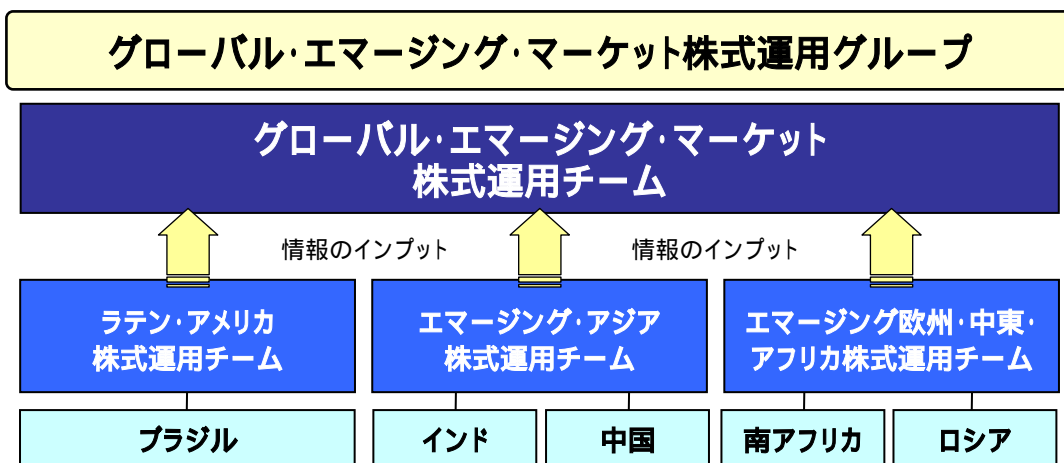 グローバル・エマージング・マーケット株式運用グループ
グローバル・エマージング・マーケット
株式運用チーム
情報のインプット
情報のインプット
ラテン・アメリカ
株式運用チーム
エマージング・アジア
株式運用チーム
エマージング欧州・中東・
アフリカ株式運用チーム
ブラジル
インド
中国
南アフリカ
ロシア